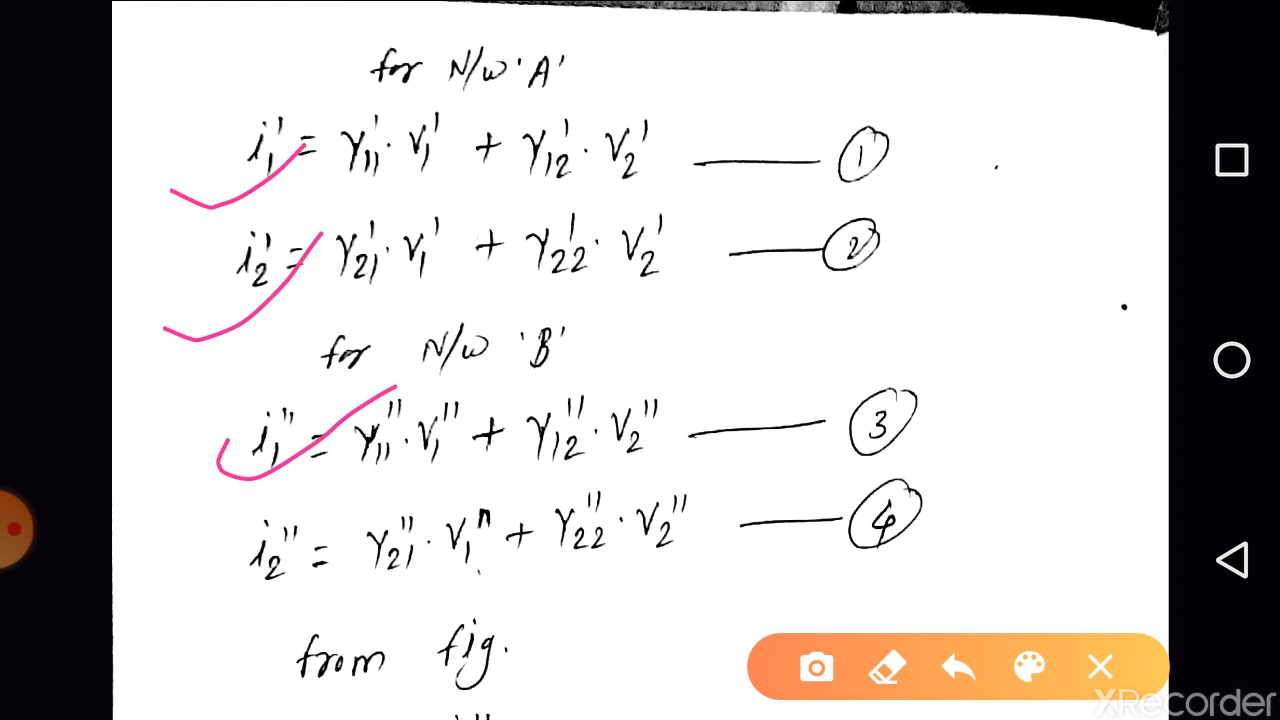 for N/W 'A'
i₁' = Y₁₁' · V₁' + Y₁₂' · V₂' —— ①
i₂' = Y₂₁' · V₁' + Y₂₂' · V₂' —— ②
for N/W 'B'
i₁" = Y₁₁" · V₁" + Y₁₂" · V₂" —— ③
i₂" = Y₂₁" · V₁" + Y₂₂" · V₂" —— ④
from fig.
XRecorder